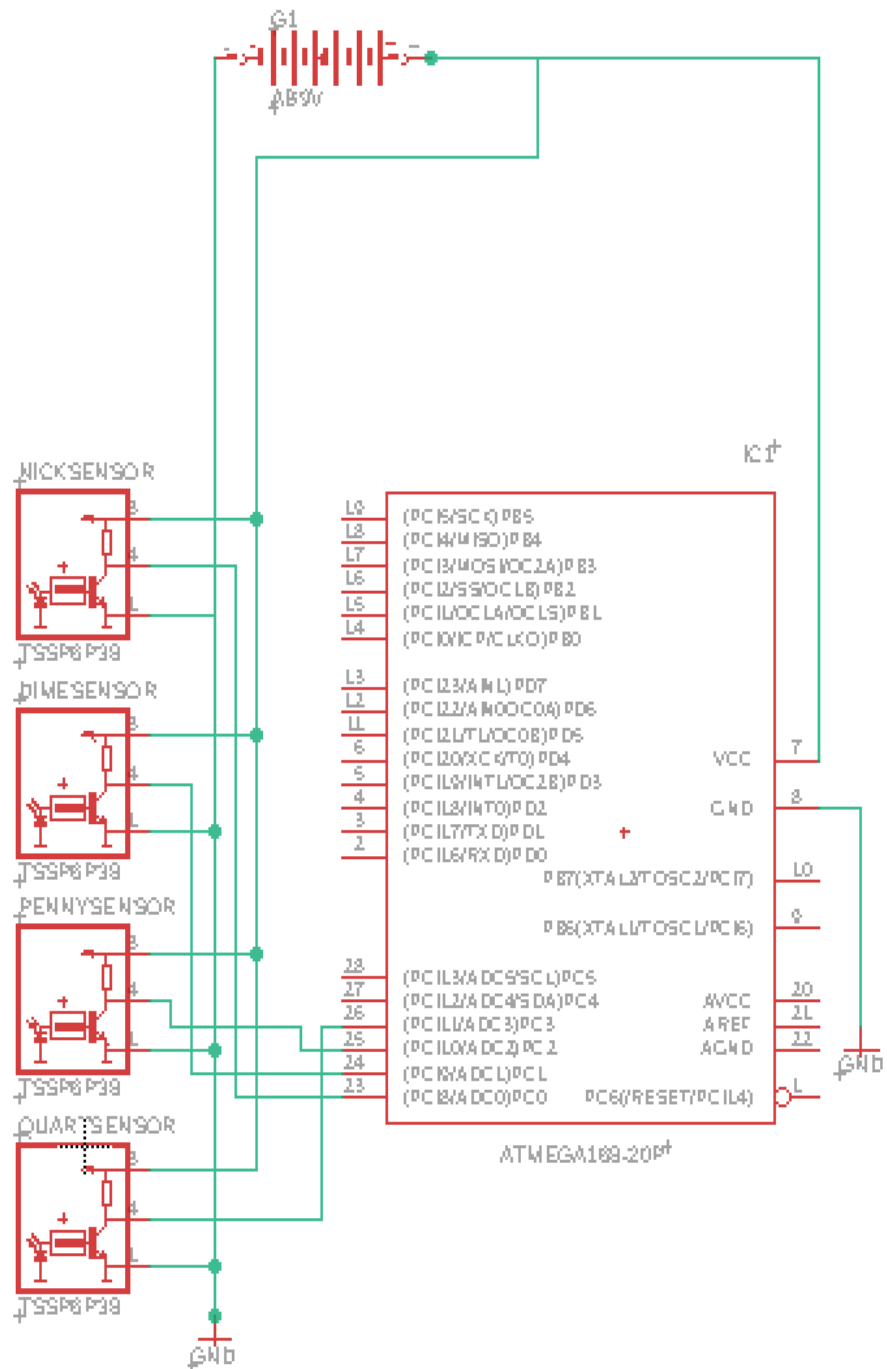 G1
AB9V
NICKSENSOR
3
4
1
TSSP6P38
DIMESENSOR
3
4
1
TSSP6P38
PENNYSENSOR
3
4
1
TSSP6P38
QUARTSENSOR
3
4
1
TSSP6P38
GND
IC1
19 (PCI5/SCK)PB5
18 (PCI4/MISO)PB4
17 (PCI3/MOSI/OC2A)PB3
16 (PCI2/SS/OC1B)PB2
15 (PCI1/OC1A/OC1S)PB1
14 (PCI0/ICP/CLKO)PB0
13 (PCI23/AIN1)PD7
12 (PCI22/AIN0OC0A)PD6
11 (PCI21/T1/OC0B)PD5
6 (PCI20/XCK/T0)PD4
5 (PCI19/INT1/OC2B)PD3
4 (PCI18/INT0)PD2
3 (PCI17/TXD)PD1
2 (PCI16/RXD)PD0
28 (PCI13/ADC5/SCL)PC5
27 (PCI12/ADC4/SDA)PC4
26 (PCI11/ADC3)PC3
25 (PCI10/ADC2)PC2
24 (PCI9/ADC1)PC1
23 (PCI8/ADC0)PC0
VCC 7
GND 8
PB7(XTAL2/TOSC2/PCI7) 10
PB6(XTAL1/TOSC1/PCI6) 9
AVCC 20
AREF 21
AGND 22
PC6(/RESET/PCI14) 1
ATMEGA168-20P
GND